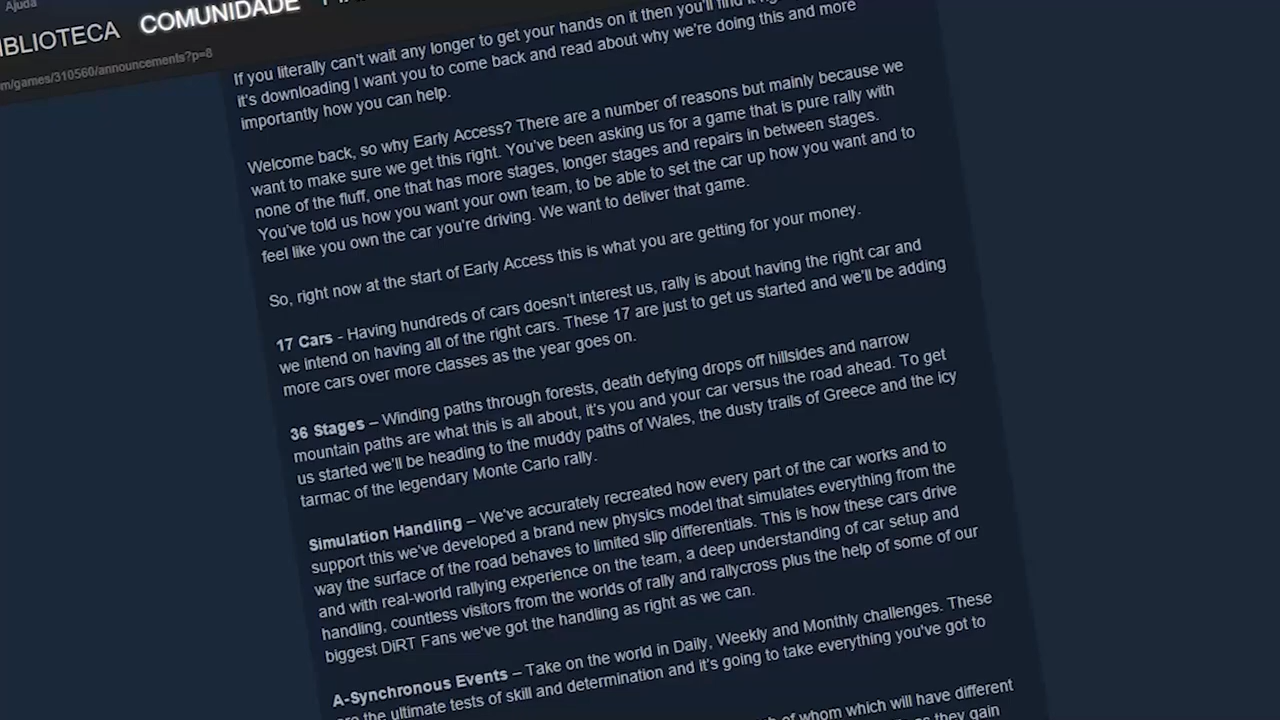 Ajuda
BLIOTECA COMUNIDADE
m/games/310560/announcements?p=8
If you literally can't wait any longer to get your hands on it then you'll find it
it's downloading I want you to come back and read about why we're doing this and more
importantly how you can help.
Welcome back, so why Early Access? There are a number of reasons but mainly because we
want to make sure we get this right. You've been asking us for a game that is pure rally with
none of the fluff, one that has more stages, longer stages and repairs in between stages.
You've told us how you want your own team, to be able to set the car up how you want and to
feel like you own the car you're driving. We want to deliver that game.
So, right now at the start of Early Access this is what you are getting for your money.
17 Cars - Having hundreds of cars doesn't interest us, rally is about having the right car and
we intend on having all of the right cars. These 17 are just to get us started and we'll be adding
more cars over more classes as the year goes on.
36 Stages – Winding paths through forests, death defying drops off hillsides and narrow
mountain paths are what this is all about, it's you and your car versus the road ahead. To get
us started we'll be heading to the muddy paths of Wales, the dusty trails of Greece and the icy
tarmac of the legendary Monte Carlo rally.
Simulation Handling – We've accurately recreated how every part of the car works and to
support this we've developed a brand new physics model that simulates everything from the
way the surface of the road behaves to limited slip differentials. This is how these cars drive
and with real-world rallying experience on the team, a deep understanding of car setup and
handling, countless visitors from the worlds of rally and rallycross plus the help of some of our
biggest DiRT Fans we've got the handling as right as we can.
A-Synchronous Events – Take on the world in Daily, Weekly and Monthly challenges. These
are the ultimate tests of skill and determination and it's going to take everything you've got to
of whom which will have different
as they gain